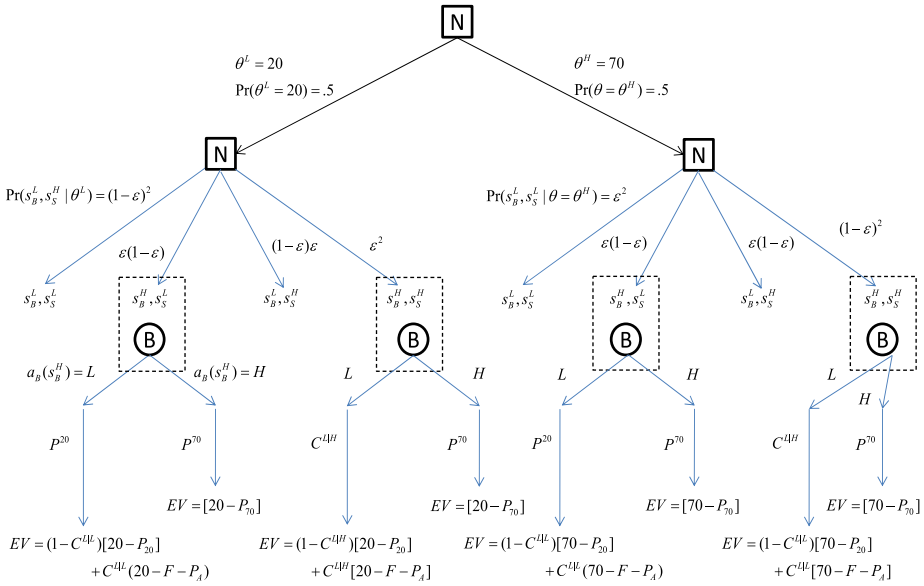 N
θ^L = 20
θ^H = 70
Pr(θ^L = 20) = .5
Pr(θ = θ^H) = .5
N
N
Pr(s_B^L, s_S^H | θ^L) = (1-ε)^2
ε(1-ε)
(1-ε)ε
ε^2
Pr(s_B^L, s_S^L | θ = θ^H) = ε^2
ε(1-ε)
ε(1-ε)
(1-ε)^2
s_B^L, s_S^L
s_B^H, s_S^L
s_B^L, s_S^H
s_B^H, s_S^H
s_B^L, s_S^L
s_B^H, s_S^L
s_B^L, s_S^H
s_B^H, s_S^H
B
B
B
B
a_B(s_B^H) = L
a_B(s_B^H) = H
L
H
L
H
L
H
P^20
P^70
C^{L|H}
P^70
P^20
P^70
C^{L|H}
P^70
EV = [20 - P_70]
EV = [20 - P_70]
EV = [70 - P_70]
EV = [70 - P_70]
EV = (1 - C^{L|L})[20 - P_20]
+ C^{L|L}(20 - F - P_A)
EV = (1 - C^{L|H})[20 - P_20]
+ C^{L|H}[20 - F - P_A]
EV = (1 - C^{L|L})[70 - P_20]
+ C^{L|L}(70 - F - P_A)
EV = (1 - C^{L|L})[70 - P_20]
+ C^{L|L}[70 - F - P_A]